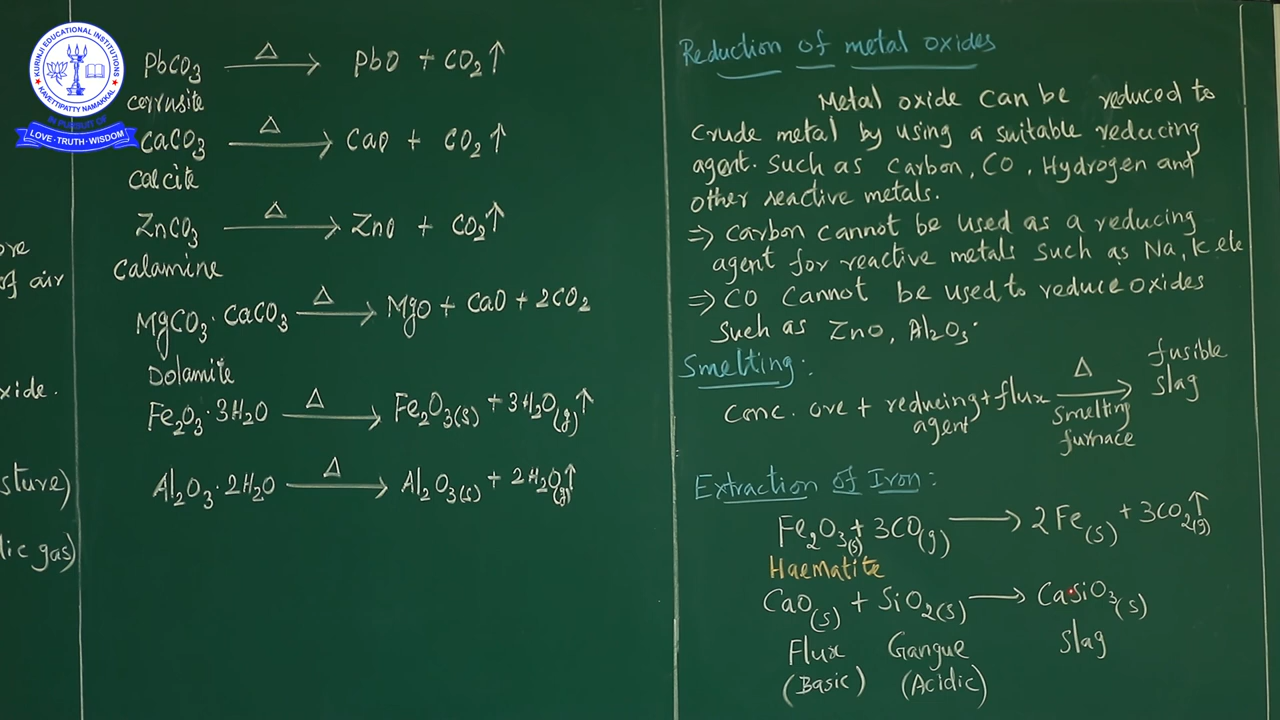 KURINJI EDUCATIONAL INSTITUTIONS
KAVETTIPATTY NAMAKKAL
IN PURSUIT OF
LOVE · TRUTH · WISDOM
ore
of air
xide.
sture)
lic gas)
PbCO₃ —Δ→ PbO + CO₂↑
cerrusite
CaCO₃ —Δ→ CaO + CO₂↑
Calcite
ZnCO₃ —Δ→ ZnO + CO₂↑
Calamine
MgCO₃·CaCO₃ —Δ→ MgO + CaO + 2CO₂
Dolamite
Fe₂O₃·3H₂O —Δ→ Fe₂O₃(s) + 3H₂O(g)↑
Al₂O₃·2H₂O —Δ→ Al₂O₃(s) + 2H₂O(g)↑
Reduction of metal oxides
Metal oxide can be reduced to
crude metal by using a suitable reducing
agent. Such as Carbon, CO, Hydrogen and
other reactive metals.
⇒ Carbon cannot be used as a reducing
agent for reactive metals such as Na, K etc
⇒ CO cannot be used to reduce oxides
Such as ZnO, Al₂O₃.
Smelting:
Conc. ore + reducing agent + flux —Δ→ fusible slag
Smelting furnace
Extraction of Iron:
Fe₂O₃(s) + 3CO(g) → 2Fe(s) + 3CO₂(g)↑
Haematite
CaO(s) + SiO₂(s) → CaSiO₃(s)
Flux Gangue Slag
(Basic) (Acidic)